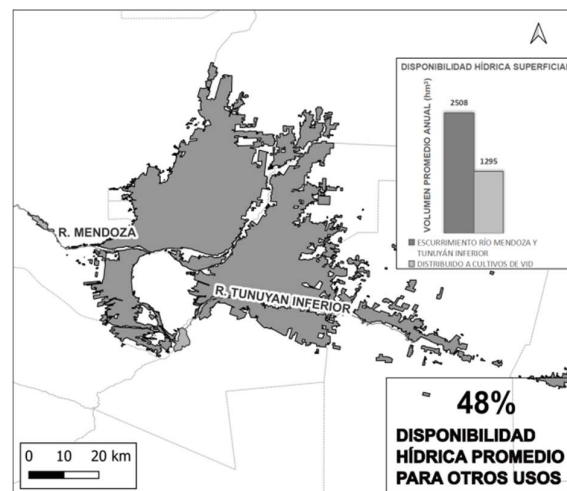 DISPONIBILIDAD HÍDRICA SUPERFICIAL
VOLUMEN PROMEDIO ANUAL (hm³)
2508
1295
ESCURRIMIENTO RÍO MENDOZA Y
TUNUYÁN INFERIOR
DISTRIBUIDO A CULTIVOS DE VID
R. MENDOZA
R. TUNUYAN INFERIOR
48%
DISPONIBILIDAD
HÍDRICA PROMEDIO
PARA OTROS USOS
0 10 20 km